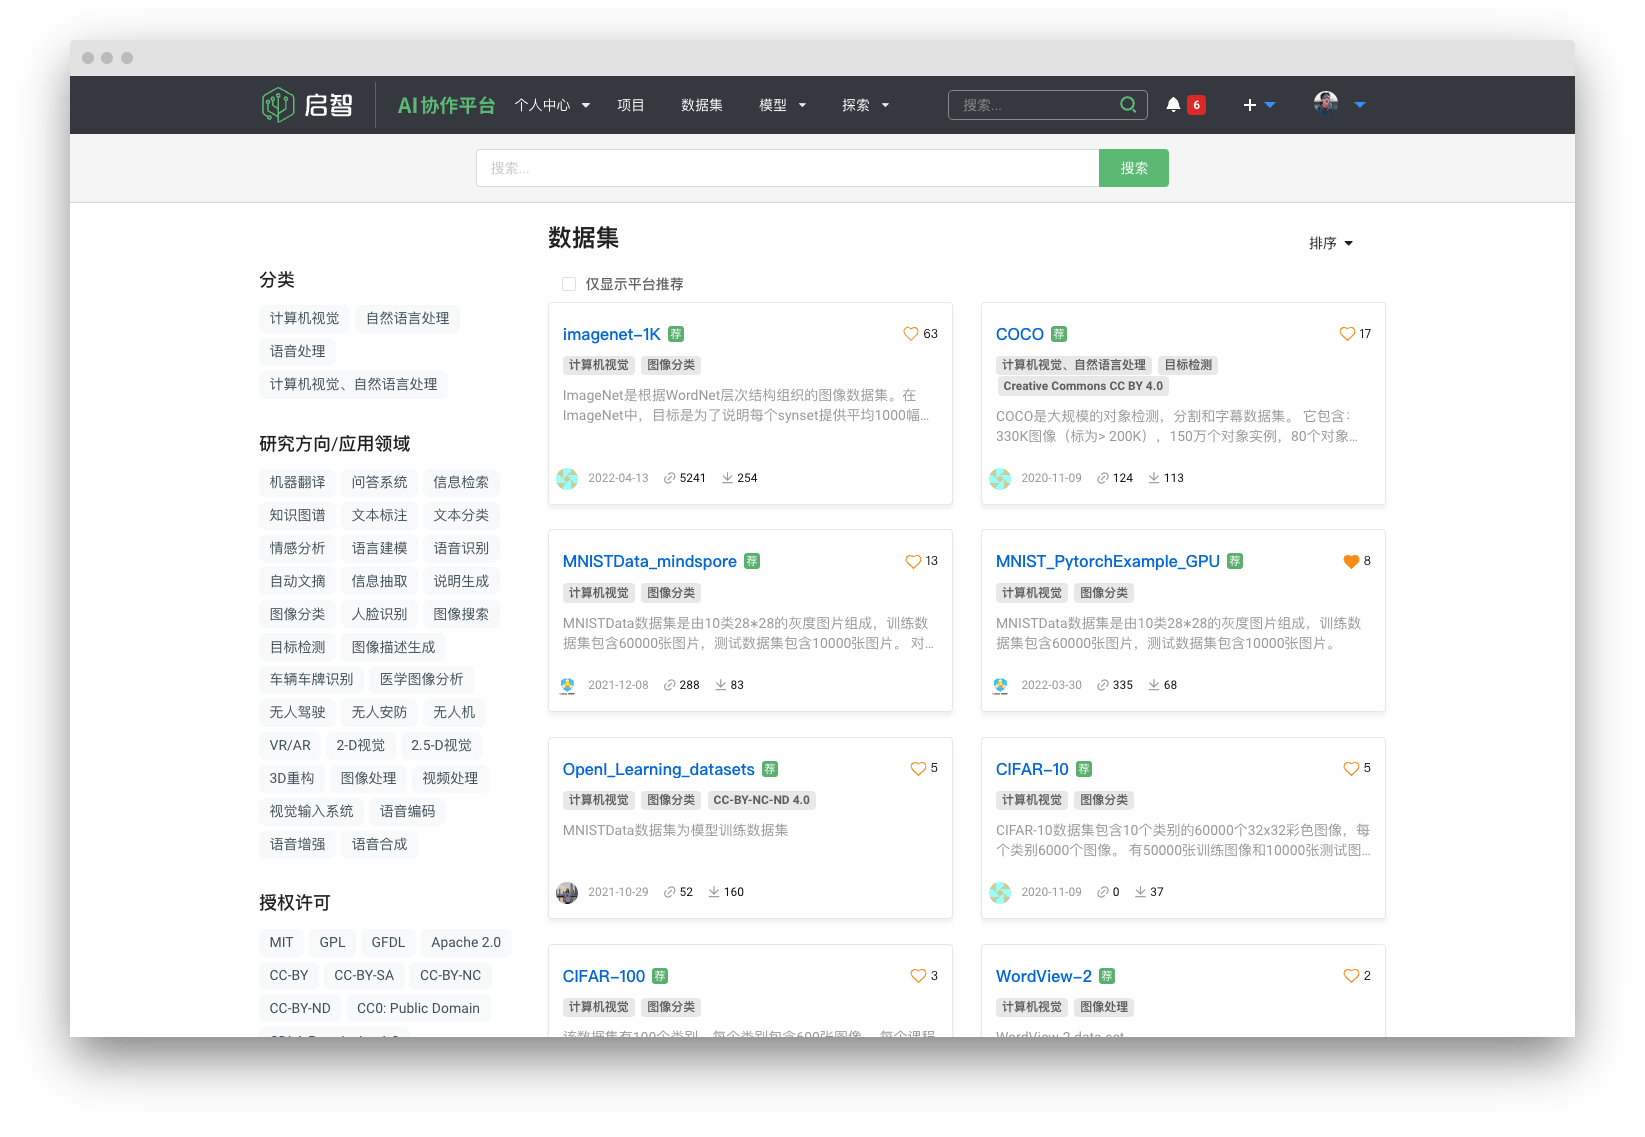 启智 AI协作平台 个人中心 项目 数据集 模型 探索 搜索... 6
搜索... 搜索
数据集
排序
仅显示平台推荐
分类
计算机视觉 自然语言处理
语音处理
计算机视觉、自然语言处理
研究方向/应用领域
机器翻译 问答系统 信息检索
知识图谱 文本标注 文本分类
情感分析 语言建模 语音识别
自动文摘 信息抽取 说明生成
图像分类 人脸识别 图像搜索
目标检测 图像描述生成
车辆车牌识别 医学图像分析
无人驾驶 无人安防 无人机
VR/AR 2-D视觉 2.5-D视觉
3D重构 图像处理 视频处理
视觉输入系统 语音编码
语音增强 语音合成
授权许可
MIT GPL GFDL Apache 2.0
CC-BY CC-BY-SA CC-BY-NC
CC-BY-ND CC0: Public Domain
imagenet-1K 荐 63
计算机视觉 图像分类
ImageNet是根据WordNet层次结构组织的图像数据集。在
ImageNet中，目标是为了说明每个synset提供平均1000幅...
2022-04-13 5241 254
COCO 荐 17
计算机视觉、自然语言处理 目标检测
Creative Commons CC BY 4.0
COCO是大规模的对象检测，分割和字幕数据集。 它包含：
330K图像（标为> 200K），150万个对象实例，80个对象...
2020-11-09 124 113
MNISTData_mindspore 荐 13
计算机视觉 图像分类
MNISTData数据集是由10类28*28的灰度图片组成，训练数
据集包含60000张图片，测试数据集包含10000张图片。 对...
2021-12-08 288 83
MNIST_PytorchExample_GPU 荐 8
计算机视觉 图像分类
MNISTData数据集是由10类28*28的灰度图片组成，训练数
据集包含60000张图片，测试数据集包含10000张图片。
2022-03-30 335 68
OpenI_Learning_datasets 荐 5
计算机视觉 图像分类 CC-BY-NC-ND 4.0
MNISTData数据集为模型训练数据集
2021-10-29 52 160
CIFAR-10 荐 5
计算机视觉 图像分类
CIFAR-10数据集包含10个类别的60000个32x32彩色图像，每
个类别6000个图像。 有50000张训练图像和10000张测试图...
2020-11-09 0 37
CIFAR-100 荐 3
计算机视觉 图像分类
该数据集有100个类别，每个类别包含600张图像，每个课程
WordView-2 荐 2
计算机视觉 图像处理
WordView-2 data set